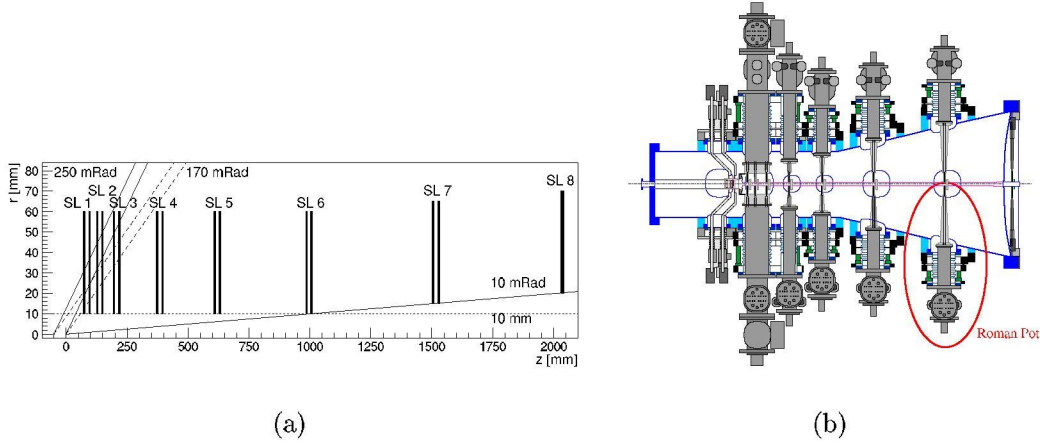 r [mm]
80
70
60
50
40
30
20
10
0
250 mRad
170 mRad
SL 1
SL 2
SL 3
SL 4
SL 5
SL 6
SL 7
SL 8
10 mRad
10 mm
0
250
500
750
1000
1250
1500
1750
2000
z [mm]
(a)
Roman Pot
(b)